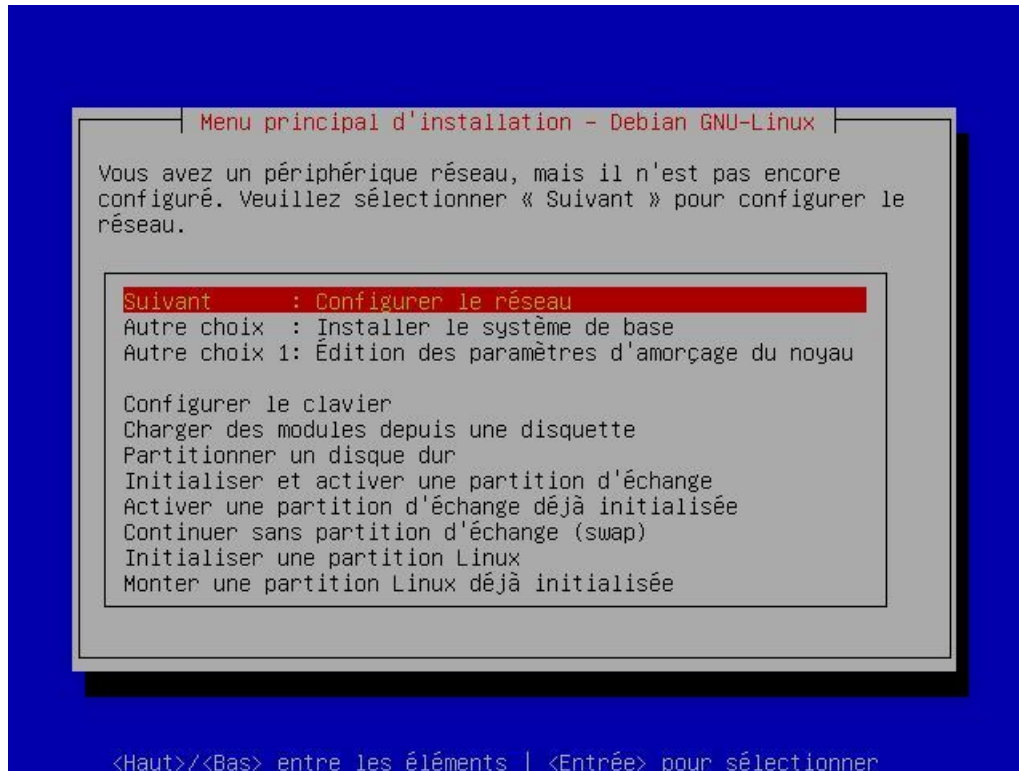 Menu principal d'installation – Debian GNU-Linux
Vous avez un périphérique réseau, mais il n'est pas encore
configuré. Veuillez sélectionner « Suivant » pour configurer le
réseau.
Suivant : Configurer le réseau
Autre choix : Installer le système de base
Autre choix 1: Édition des paramètres d'amorçage du noyau
Configurer le clavier
Charger des modules depuis une disquette
Partitionner un disque dur
Initialiser et activer une partition d'échange
Activer une partition d'échange déjà initialisée
Continuer sans partition d'échange (swap)
Initialiser une partition Linux
Monter une partition Linux déjà initialisée
<Haut>/<Bas> entre les éléments | <Entrée> pour sélectionner